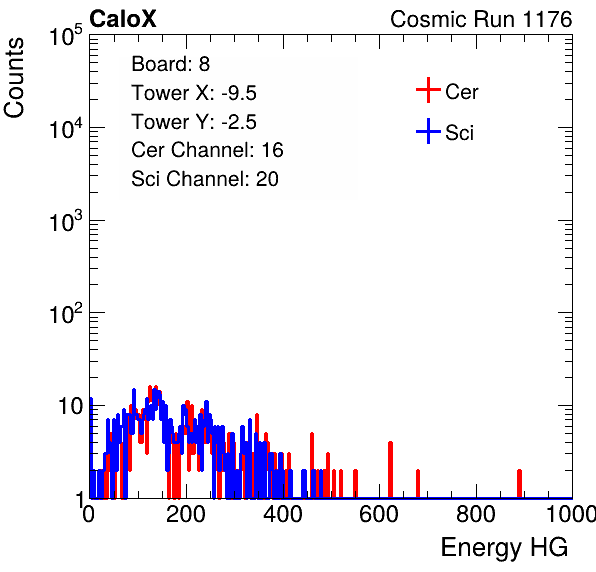 CaloX Cosmic Run 1176
Counts
Board: 8
Tower X: -9.5
Tower Y: -2.5
Cer Channel: 16
Sci Channel: 20
Cer
Sci
10^5
10^4
10^3
10^2
10
1
0 200 400 600 800 1000
Energy HG